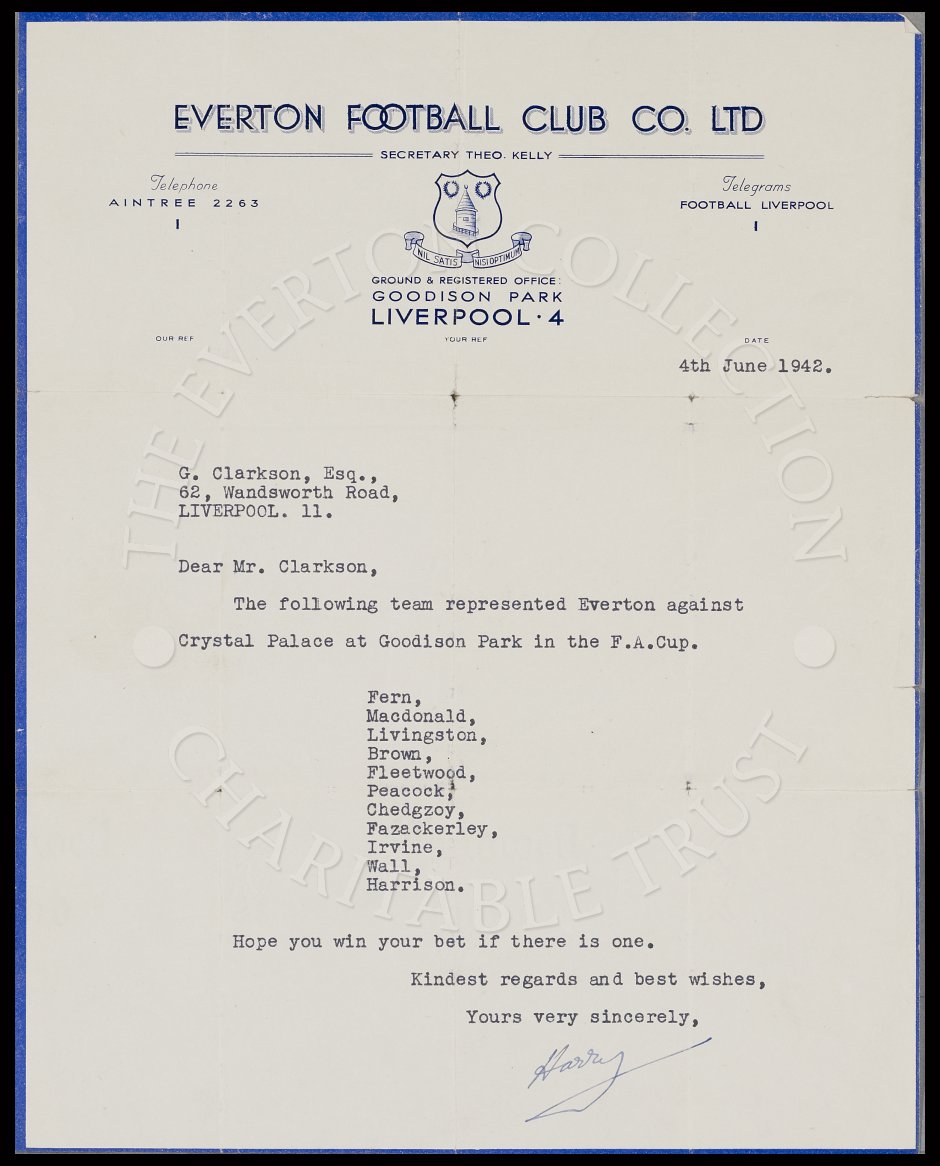 EVERTON FOOTBALL CLUB CO. LTD
SECRETARY THEO. KELLY
Telephone
AINTREE 2263
Telegrams
FOOTBALL LIVERPOOL
NIL SATIS NISI OPTIMUM
GROUND & REGISTERED OFFICE:
GOODISON PARK
LIVERPOOL · 4
OUR REF
YOUR REF
DATE
4th June 1942.
G. Clarkson, Esq.,
62, Wandsworth Road,
LIVERPOOL. 11.
Dear Mr. Clarkson,
The following team represented Everton against
Crystal Palace at Goodison Park in the F.A.Cup.
Fern,
Macdonald,
Livingston,
Brown,
Fleetwood,
Peacock,
Chedgzoy,
Fazackerley,
Irvine,
Wall,
Harrison.
Hope you win your bet if there is one.
Kindest regards and best wishes,
Yours very sincerely,
Harry
THE EVERTON COLLECTION
CHARITABLE TRUST